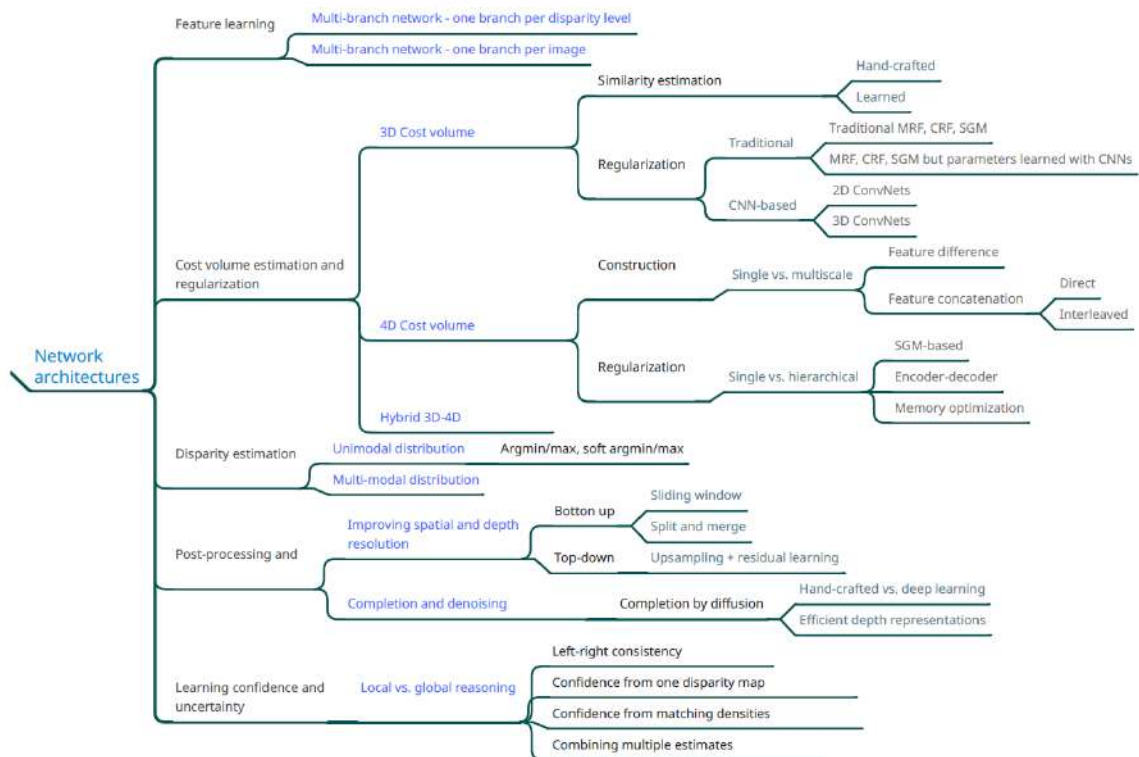 Feature learning
Multi-branch network - one branch per disparity level
Multi-branch network - one branch per image
Similarity estimation
Hand-crafted
Learned
3D Cost volume
Regularization
Traditional
Traditional MRF, CRF, SGM
MRF, CRF, SGM but parameters learned with CNNs
CNN-based
2D ConvNets
3D ConvNets
Cost volume estimation and
regularization
Construction
Single vs. multiscale
Feature difference
Feature concatenation
Direct
Interleaved
4D Cost volume
Regularization
Single vs. hierarchical
SGM-based
Encoder-decoder
Memory optimization
Network
architectures
Hybrid 3D-4D
Disparity estimation
Unimodal distribution
Argmin/max, soft argmin/max
Multi-modal distribution
Post-processing and
Improving spatial and depth
resolution
Botton up
Sliding window
Split and merge
Top-down
Upsampling + residual learning
Completion and denoising
Completion by diffusion
Hand-crafted vs. deep learning
Efficient depth representations
Learning confidence and
uncertainty
Local vs. global reasoning
Left-right consistency
Confidence from one disparity map
Confidence from matching densities
Combining multiple estimates